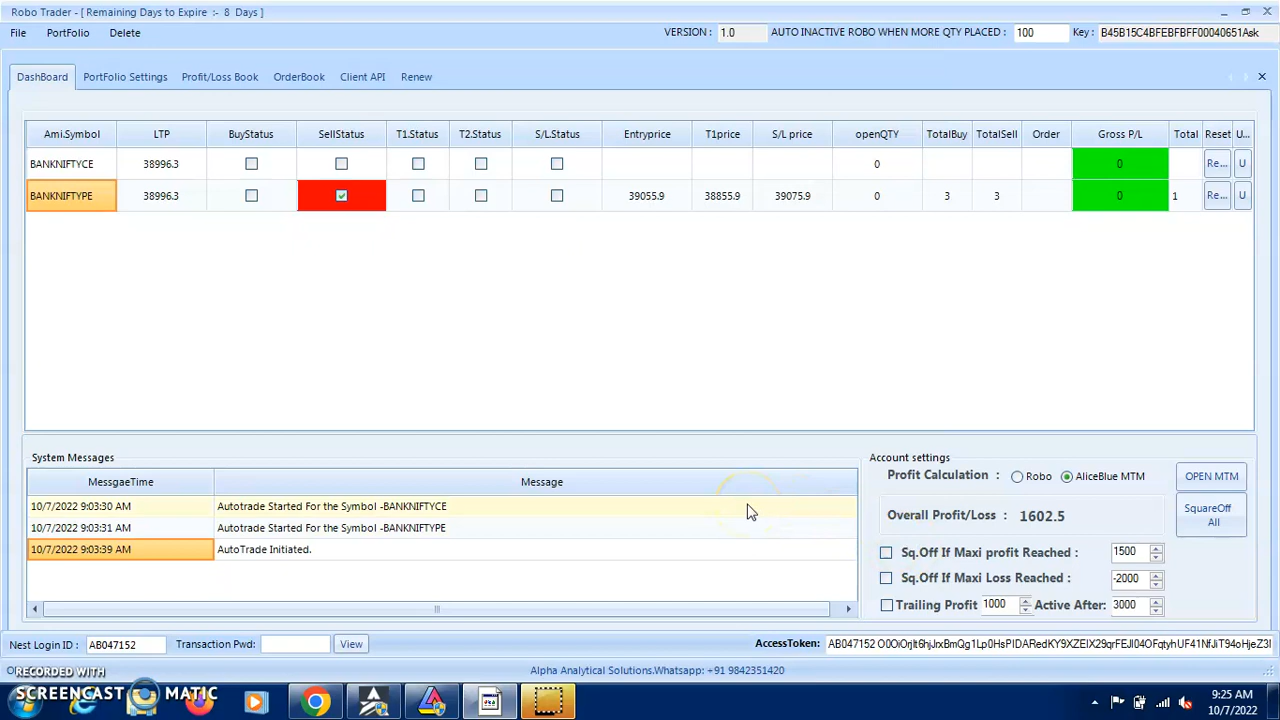 Robo Trader - [ Remaining Days to Expire :- 8 Days ]
File PortFolio Delete VERSION : 1.0 AUTO INACTIVE ROBO WHEN MORE QTY PLACED : 100 Key : B45B15C4BFEBFBFF00040651Ask
DashBoard PortFolio Settings Profit/Loss Book OrderBook Client API Renew
Ami.Symbol LTP BuyStatus SellStatus T1.Status T2.Status S/L.Status Entryprice T1price S/L price openQTY TotalBuy TotalSell Order Gross P/L Total Reset U...
BANKNIFTYCE 38996.3 0 0 Re... U
BANKNIFTYPE 38996.3 39055.9 38855.9 39075.9 0 3 3 0 1 Re... U
System Messages
MessgaeTime Message
10/7/2022 9:03:30 AM Autotrade Started For the Symbol -BANKNIFTYCE
10/7/2022 9:03:31 AM Autotrade Started For the Symbol -BANKNIFTYPE
10/7/2022 9:03:39 AM AutoTrade Initiated.
Account settings
Profit Calculation : Robo AliceBlue MTM OPEN MTM
Overall Profit/Loss : 1602.5 SquareOff All
Sq.Off If Maxi profit Reached : 1500
Sq.Off If Maxi Loss Reached : -2000
Trailing Profit 1000 Active After: 3000
Nest Login ID : AB047152 Transaction Pwd: View AccessToken: AB047152
Alpha Analytical Solutions.Whatsapp: +91 9842351420
RECORDED WITH
SCREENCAST MATIC
9:25 AM
10/7/2022